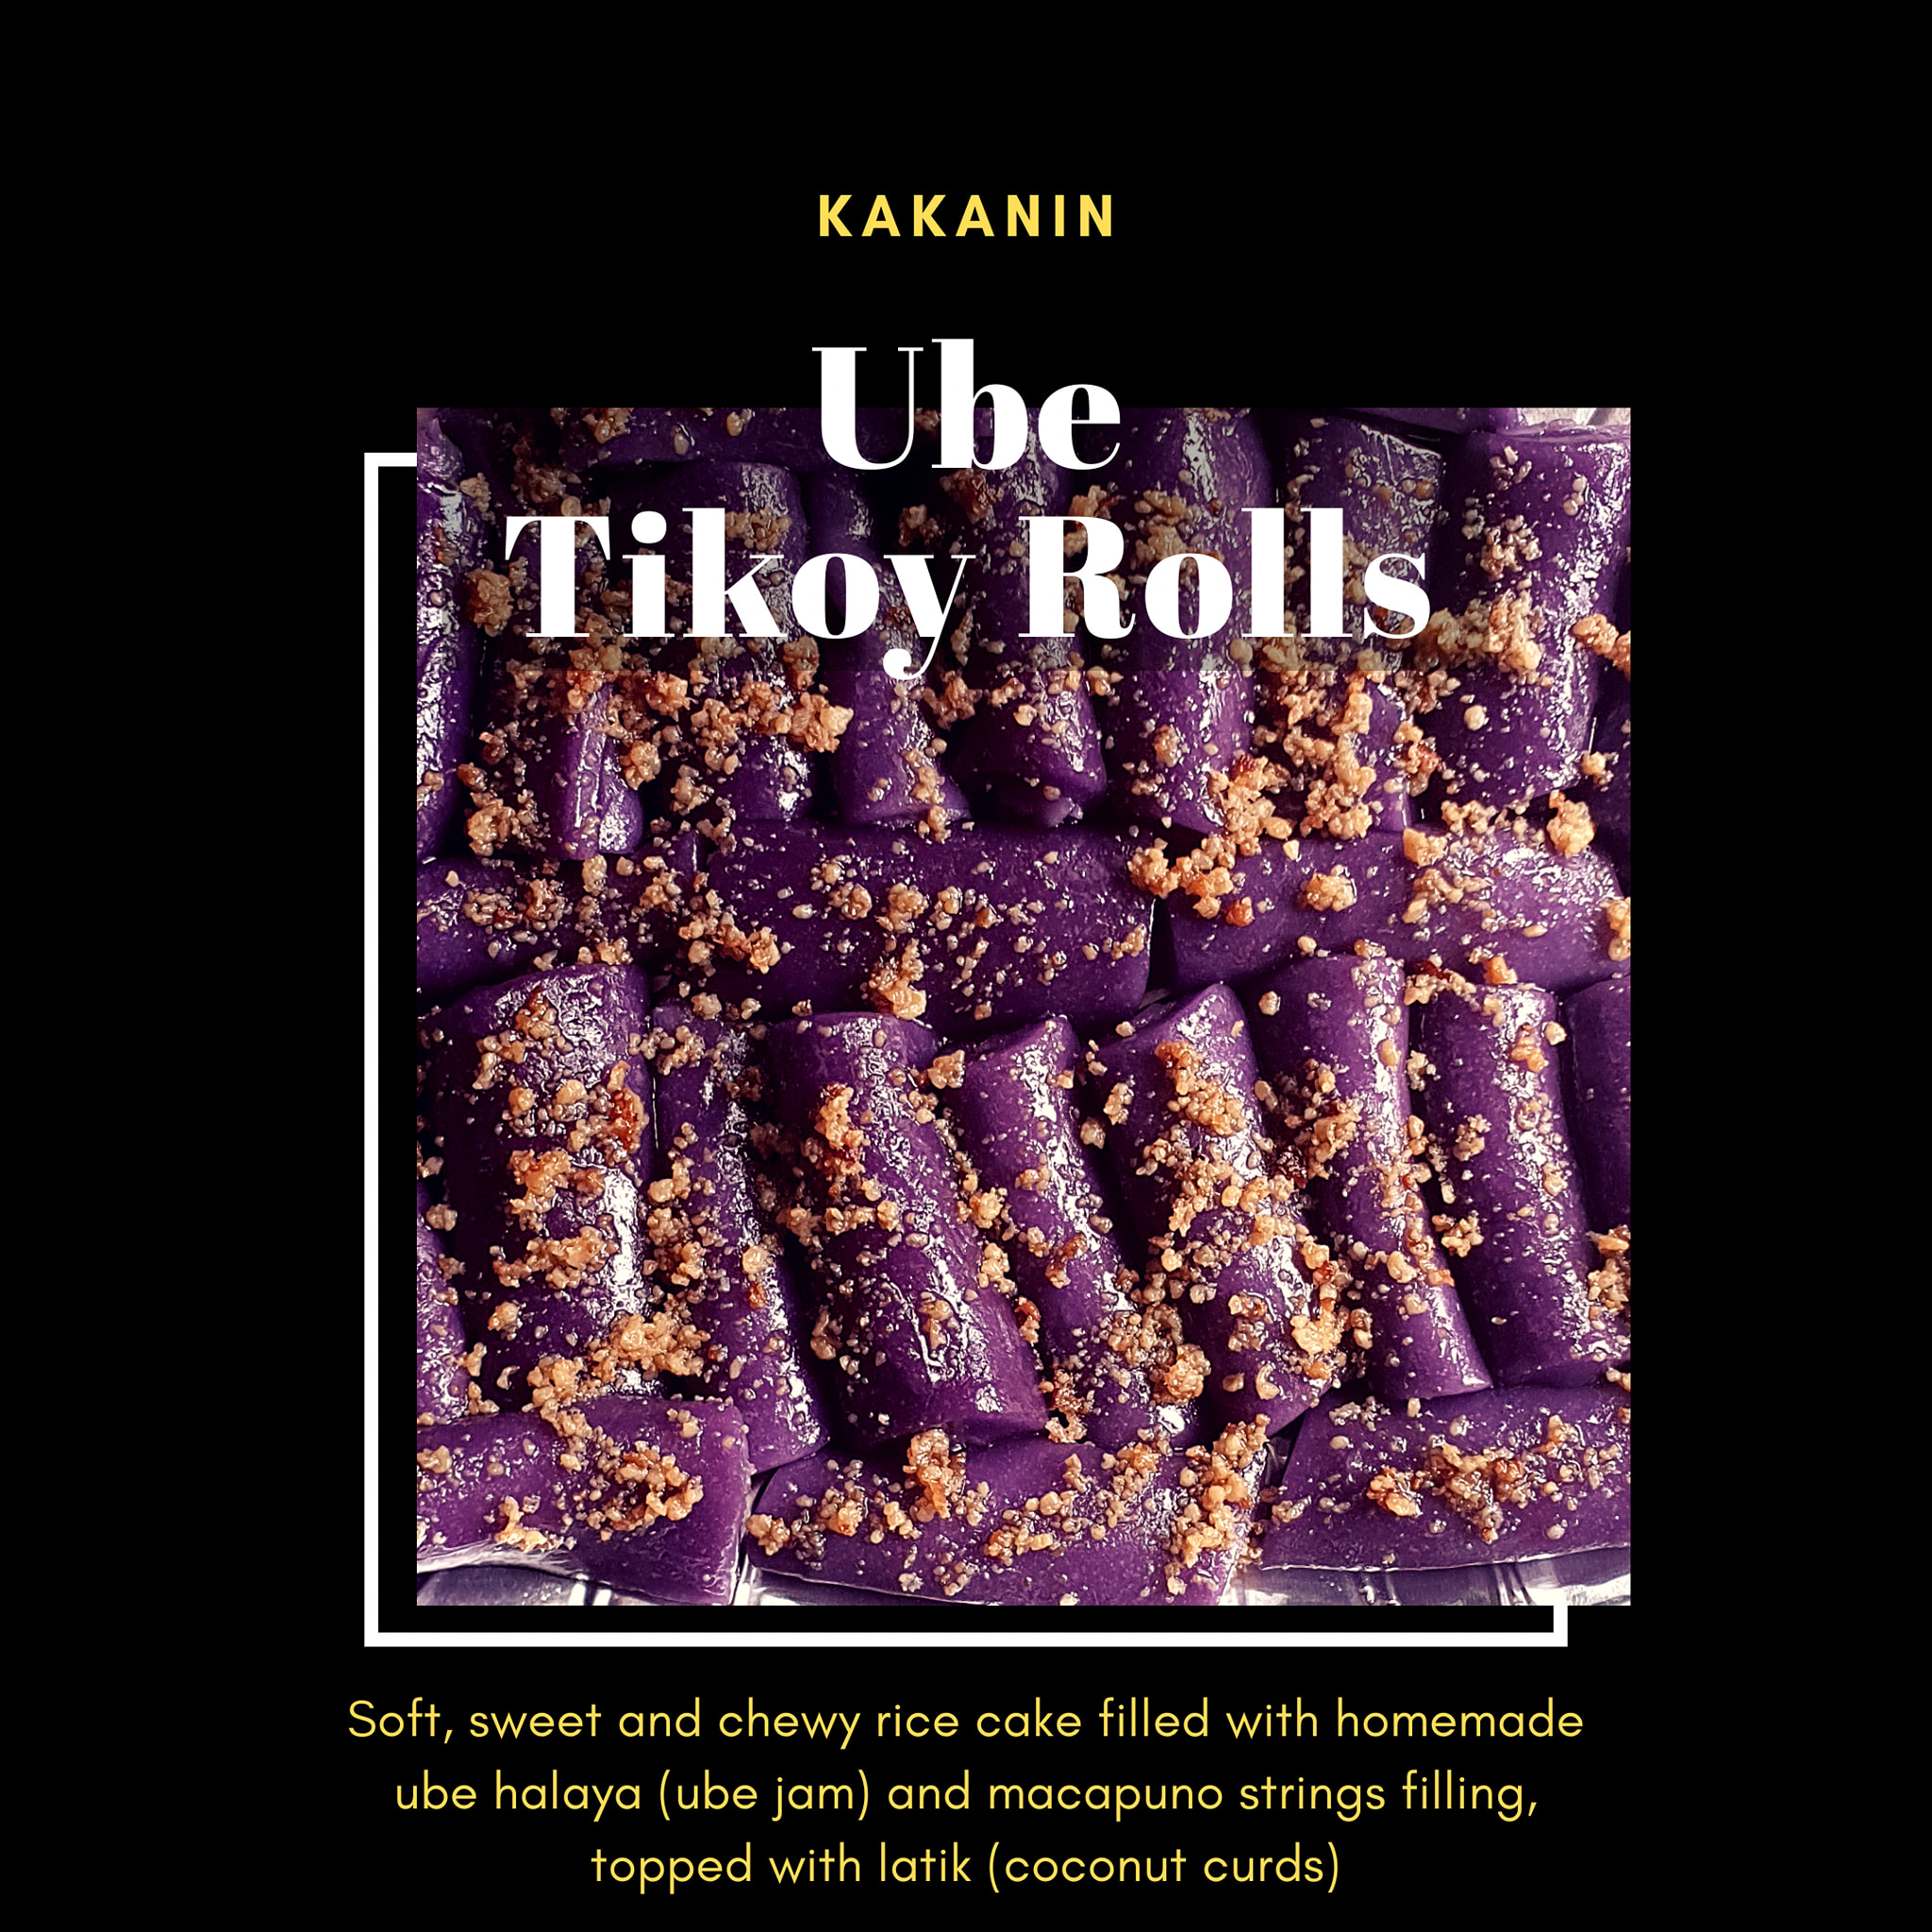 KAKANIN
Ube
Tikoy Rolls
Soft, sweet and chewy rice cake filled with homemade
ube halaya (ube jam) and macapuno strings filling,
topped with latik (coconut curds)